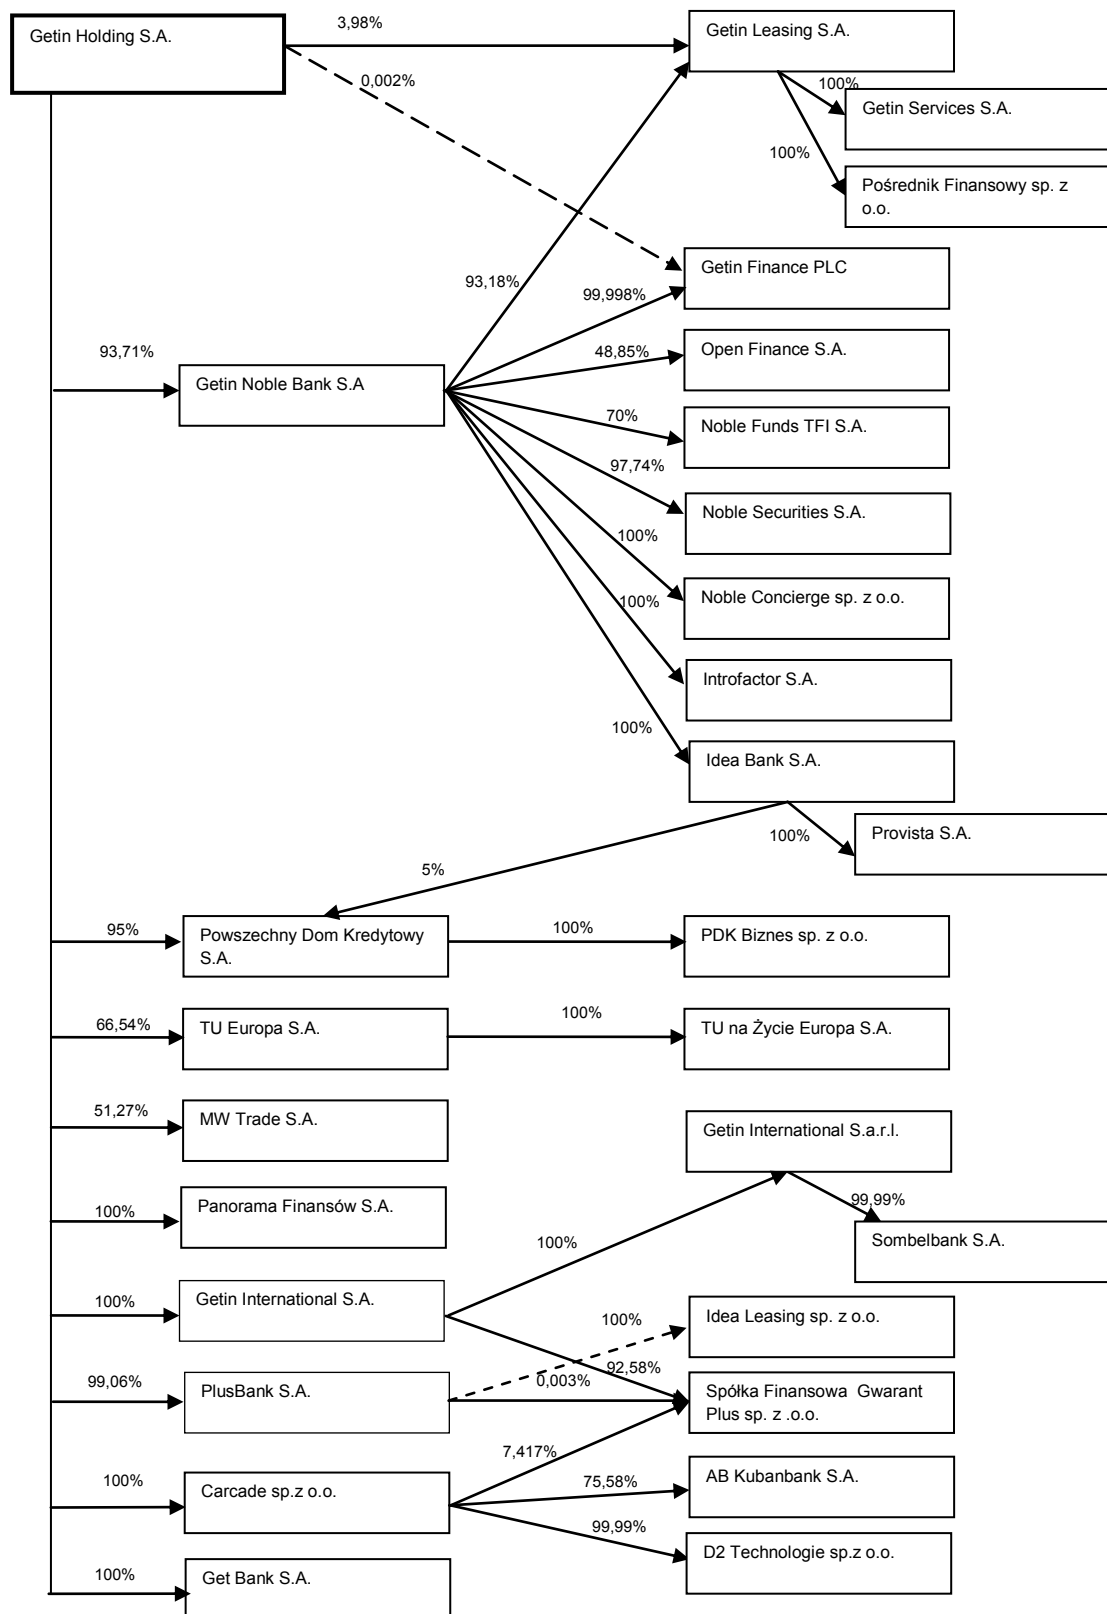 Getin Holding S.A.
3,98%
Getin Leasing S.A.
0,002%
100%
Getin Services S.A.
100%
Pośrednik Finansowy sp. z
o.o.
Getin Finance PLC
93,18%
99,998%
93,71%
Getin Noble Bank S.A
48,85%
Open Finance S.A.
70%
Noble Funds TFI S.A.
97,74%
Noble Securities S.A.
100%
Noble Concierge sp. z o.o.
100%
Introfactor S.A.
100%
Idea Bank S.A.
100%
Provista S.A.
5%
95%
Powszechny Dom Kredytowy
S.A.
100%
PDK Biznes sp. z o.o.
66,54%
TU Europa S.A.
100%
TU na Życie Europa S.A.
51,27%
MW Trade S.A.
Getin International S.a.r.l.
100%
Panorama Finansów S.A.
99,99%
Sombelbank S.A.
100%
100%
Getin International S.A.
100%
Idea Leasing sp. z o.o.
99,06%
PlusBank S.A.
92,58%
0,003%
Spółka Finansowa  Gwarant
Plus sp. z .o.o.
7,417%
100%
Carcade sp.z o.o.
75,58%
AB Kubanbank S.A.
99,99%
D2 Technologie sp.z o.o.
100%
Get Bank S.A.